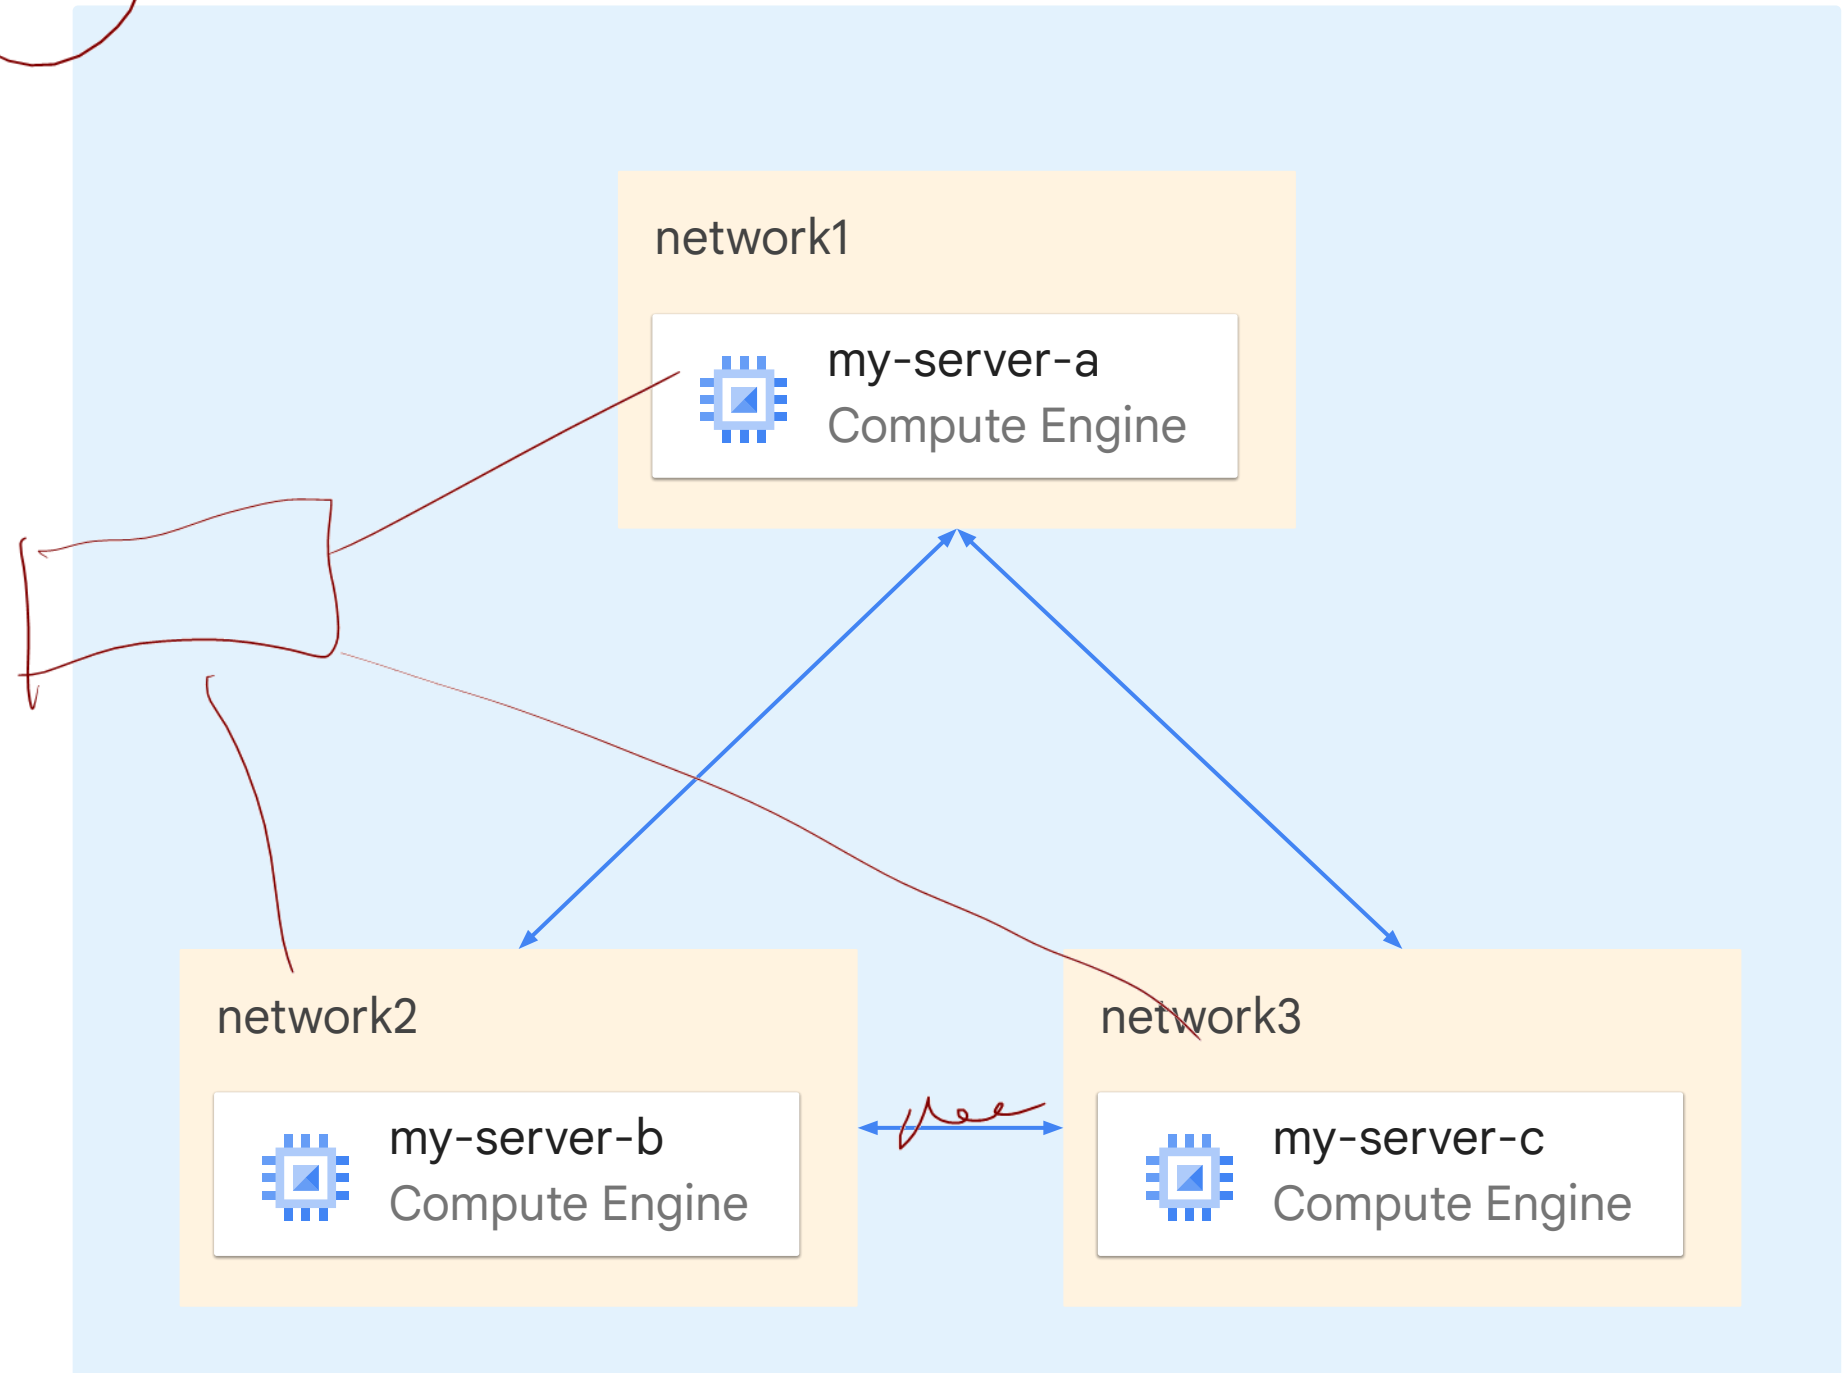 network1
my-server-a
Compute Engine
network2
my-server-b
Compute Engine
network3
my-server-c
Compute Engine